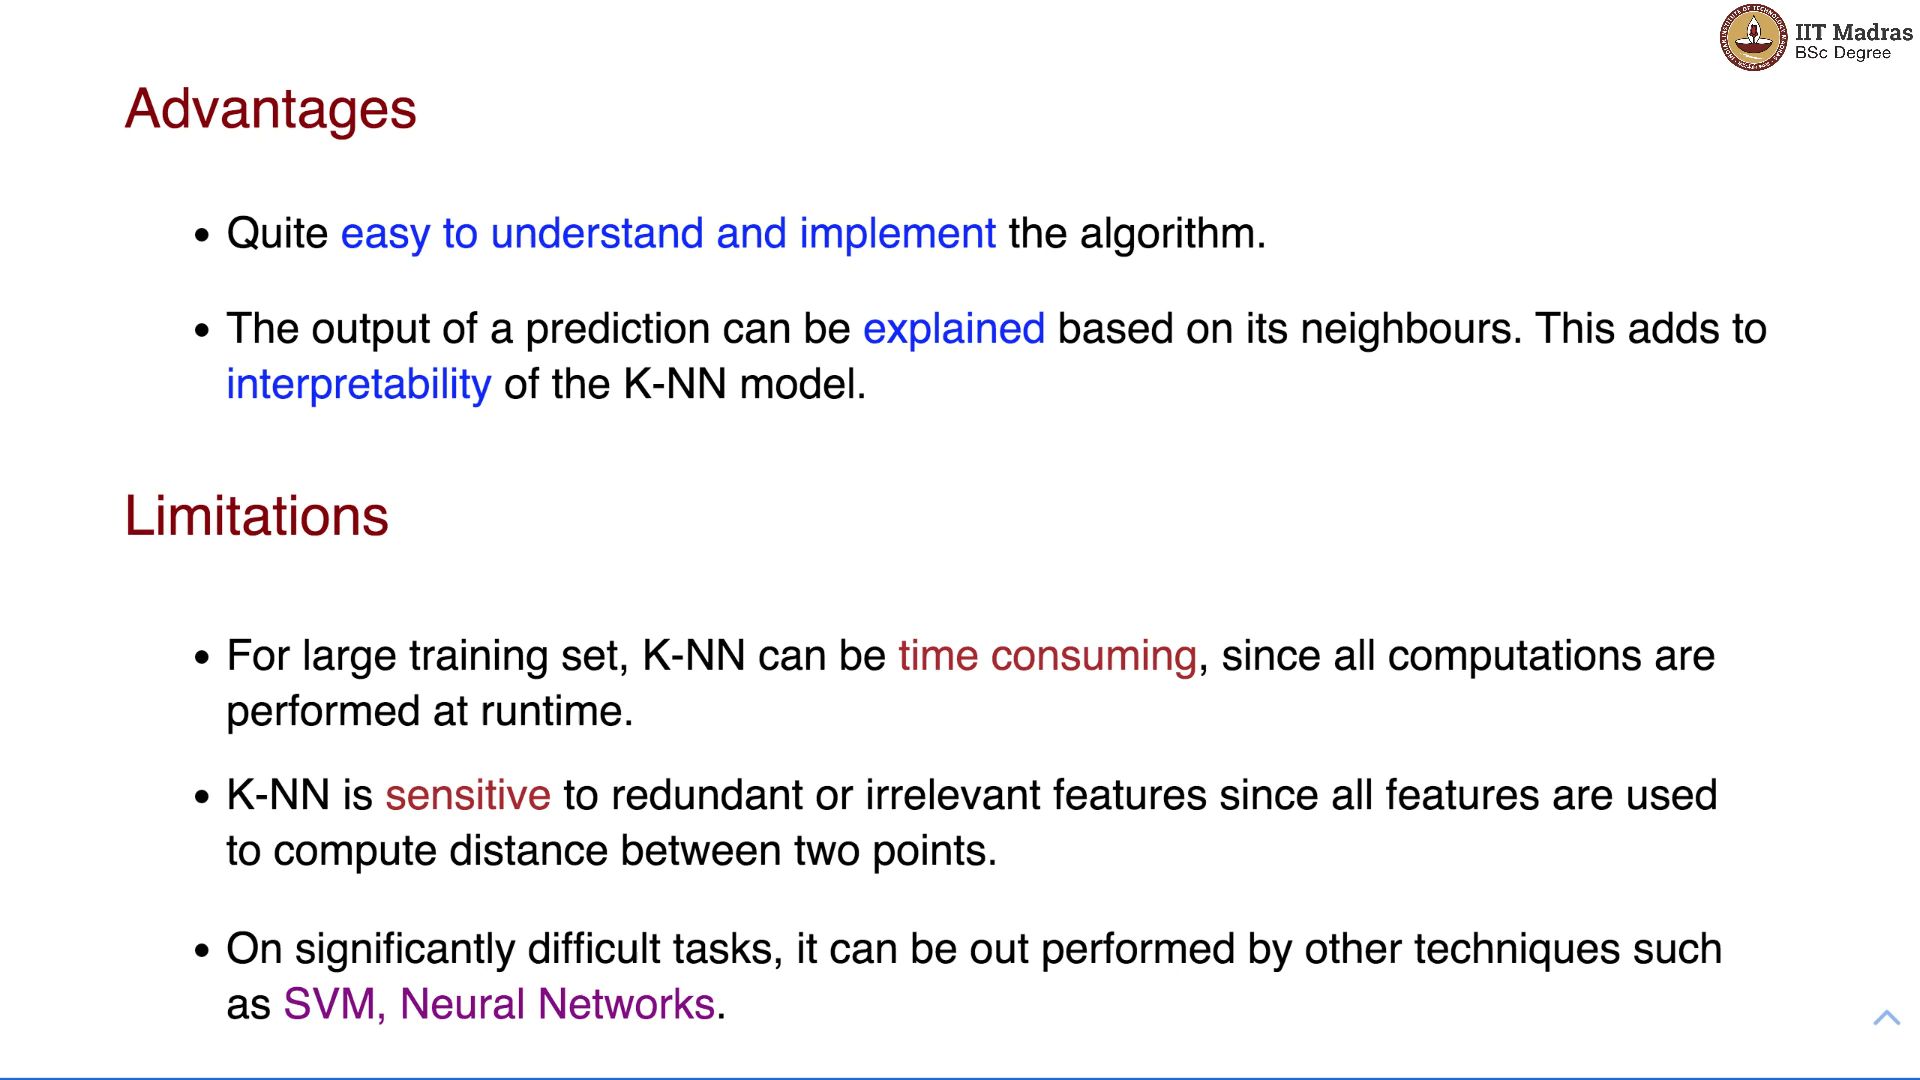 IIT Madras
BSc Degree
Advantages
• Quite easy to understand and implement the algorithm.
• The output of a prediction can be explained based on its neighbours. This adds to
interpretability of the K-NN model.
Limitations
• For large training set, K-NN can be time consuming, since all computations are
performed at runtime.
• K-NN is sensitive to redundant or irrelevant features since all features are used
to compute distance between two points.
• On significantly difficult tasks, it can be out performed by other techniques such
as SVM, Neural Networks.